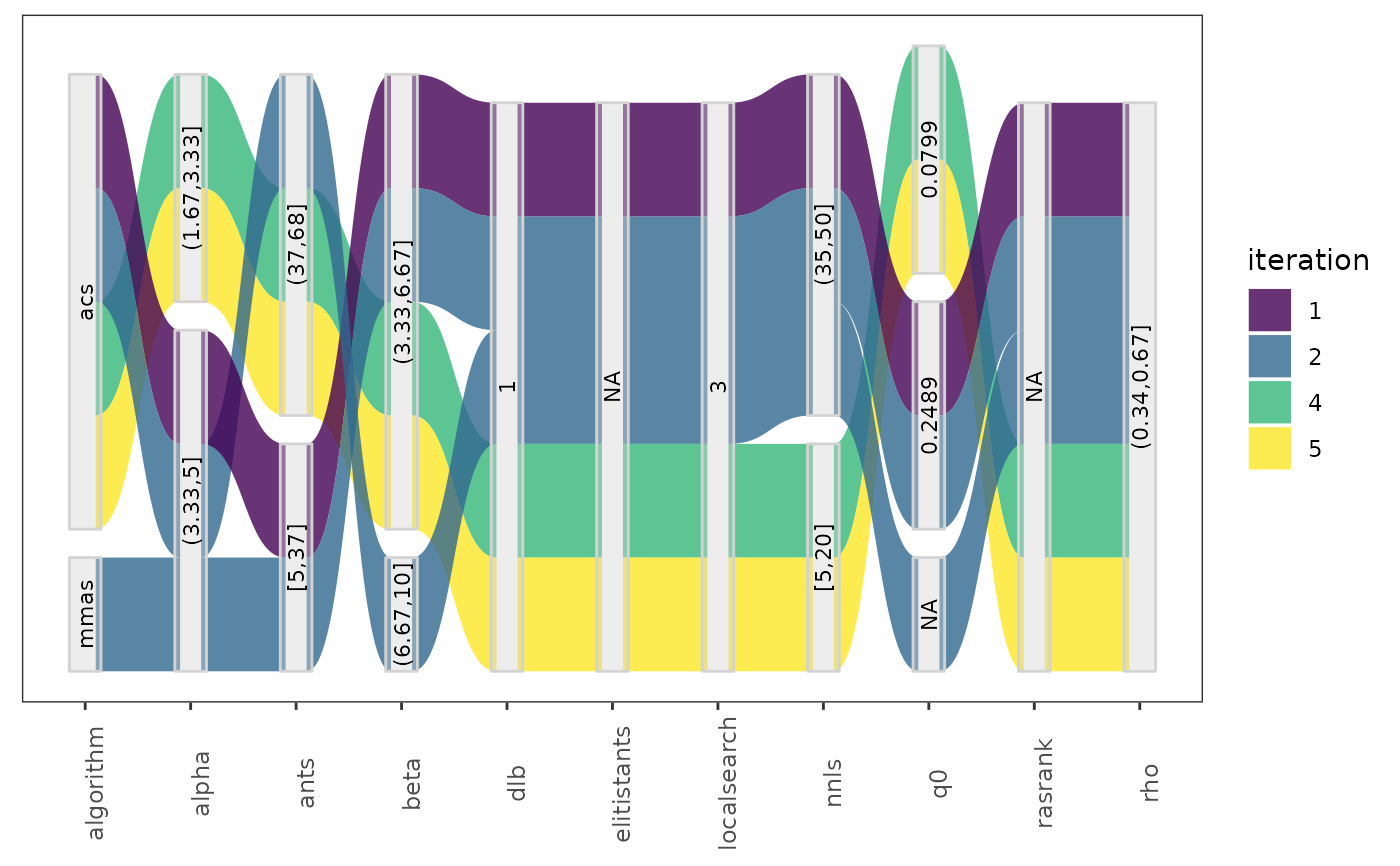 acs
mmas
(1.67,3.33]
(3.33,5]
(37,68]
[5,37]
(3.33,6.67]
(6.67,10]
1
NA
3
(35,50]
[5,20]
0.0799
0.2489
NA
NA
(0.34,0.67]
algorithm
alpha
ants
beta
dlb
elitistants
localsearch
nnls
q0
rasrank
rho
iteration
1
2
4
5